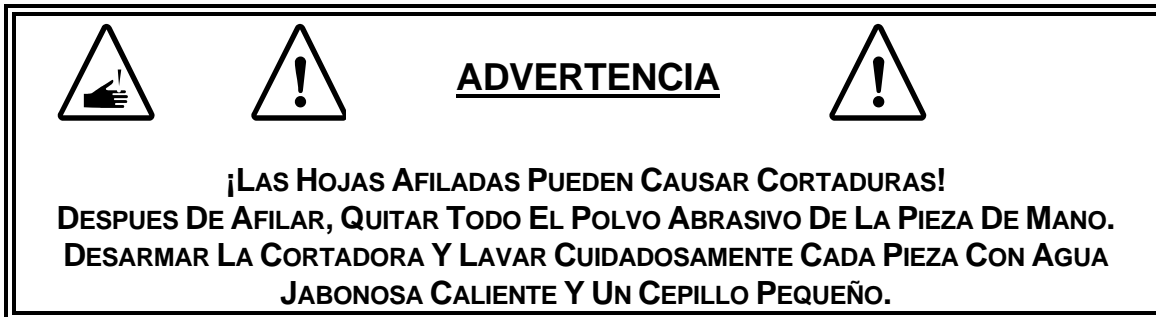 ADVERTENCIA
¡Las Hojas Afiladas Pueden Causar Cortaduras!
Despues De Afilar, Quitar Todo El Polvo Abrasivo De La Pieza De Mano.
Desarmar La Cortadora Y Lavar Cuidadosamente Cada Pieza Con Agua
Jabonosa Caliente Y Un Cepillo Pequeño.